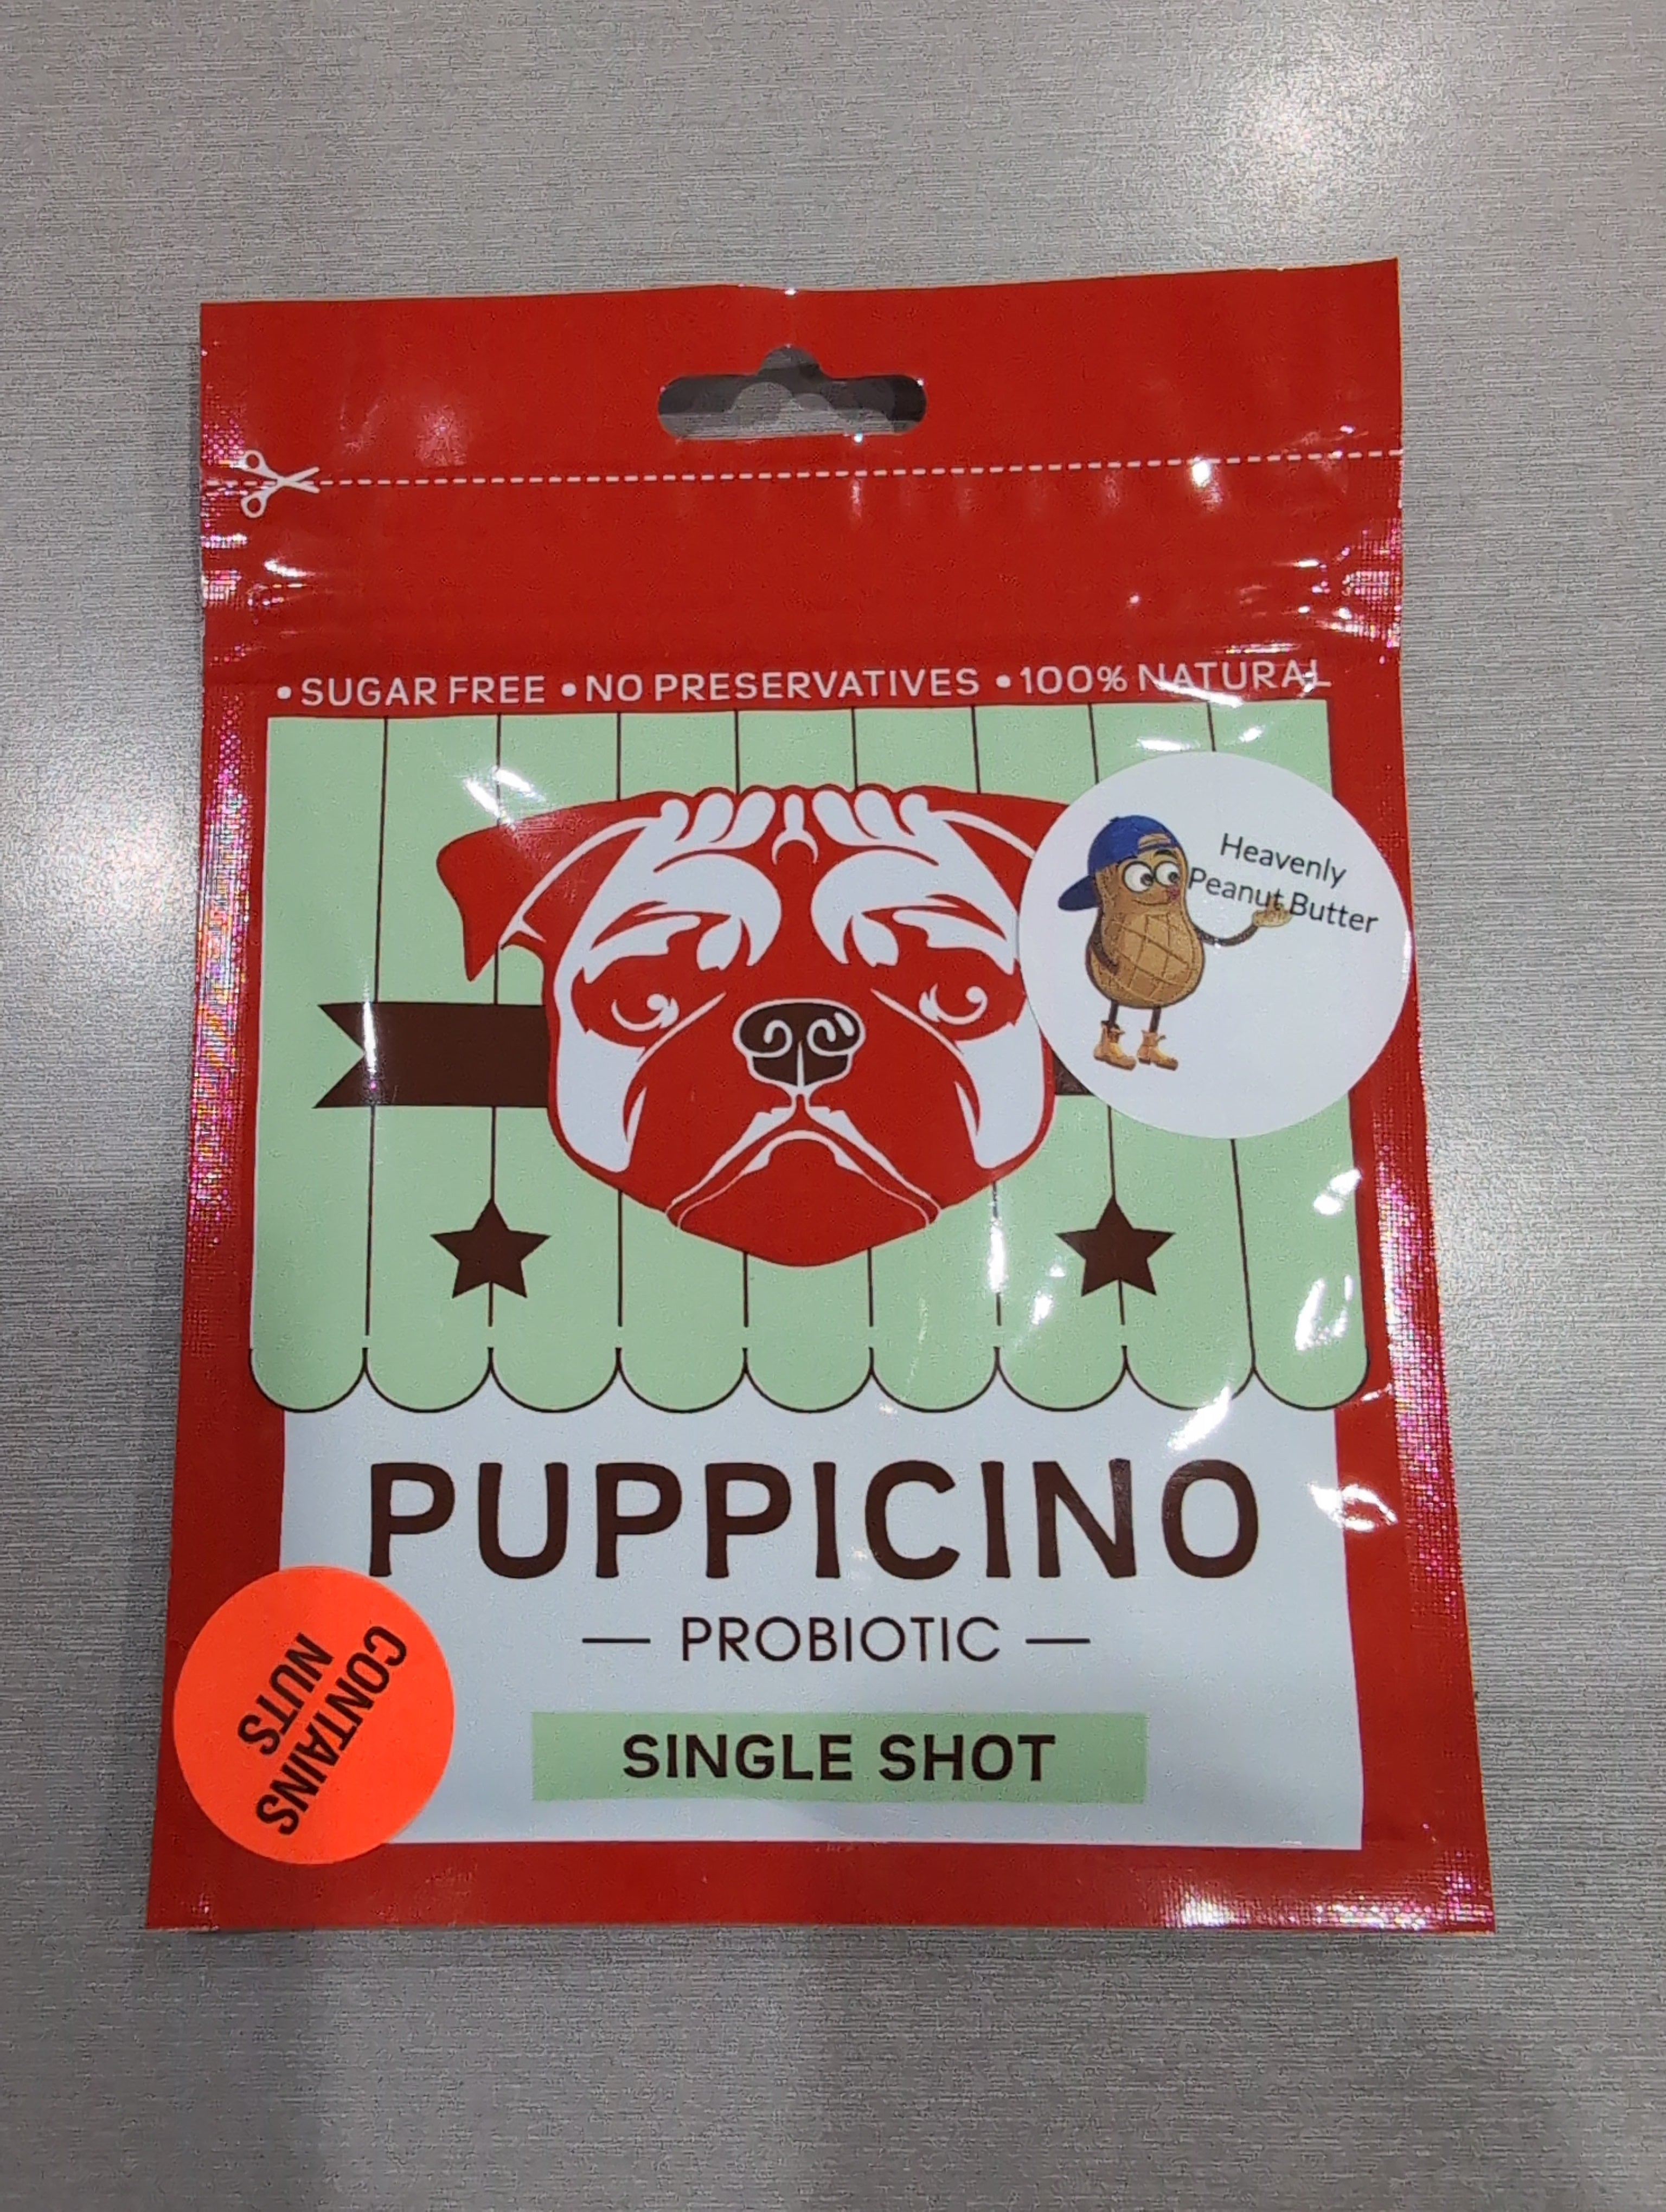 • SUGAR FREE • NO PRESERVATIVES • 100% NATURAL
Heavenly
Peanut Butter
PUPPICINO
— PROBIOTIC —
SINGLE SHOT
CONTAINS
NUTS